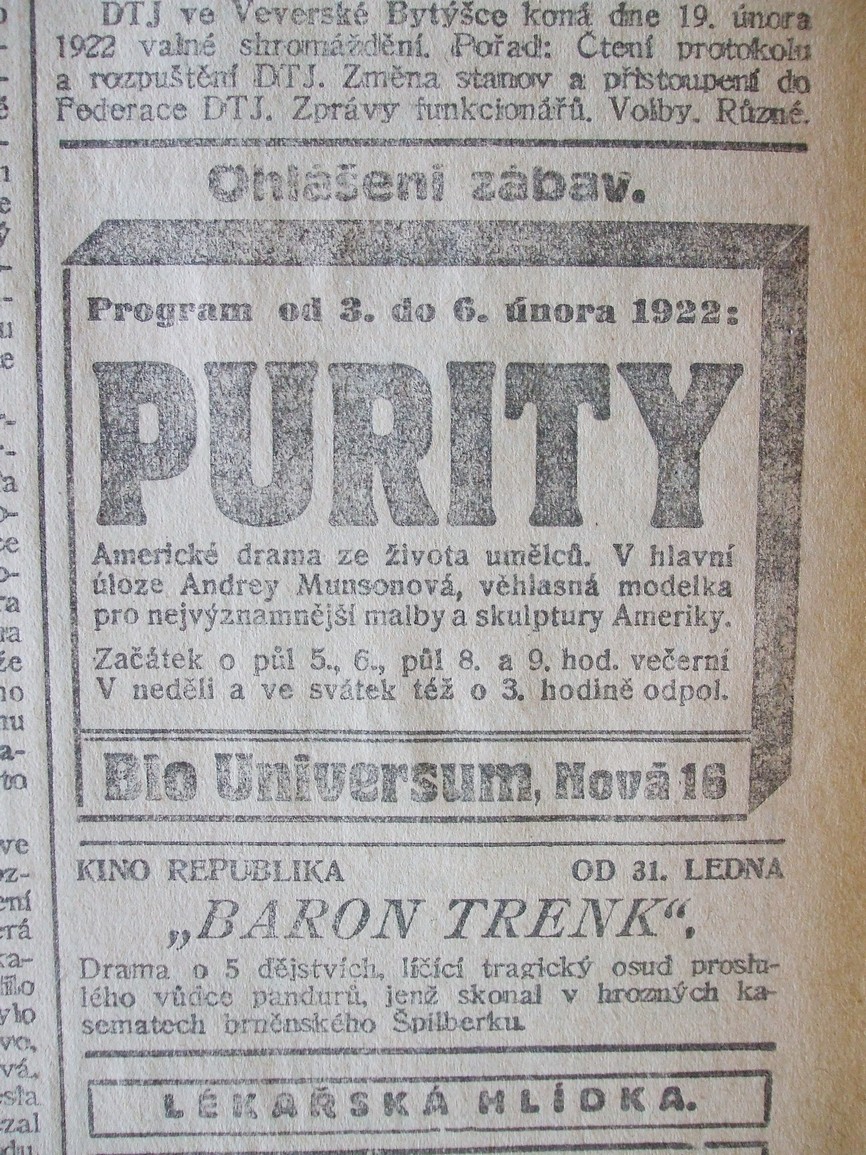 DTJ ve Veverské Bytýšce koná dne 19. února
1922 valné shromáždění. Pořad: Čtení protokolu
a rozpuštění DTJ. Změna stanov a přistoupení do
Federace DTJ. Zprávy funkcionářů. Volby. Různé.
Ohlášení zábav.
Program od 3. do 6. února 1922:
PURITY
Americké drama ze života umělců. V hlavní
úloze Andrey Munsonová, věhlasná modelka
pro nejvýznamnější malby a skulptury Ameriky.
Začátek o půl 5., 6., půl 8. a 9. hod. večerní
V neděli a ve svátek též o 3. hodině odpol.
Bio Universum, Nová 16
KINO REPUBLIKA OD 31. LEDNA
„BARON TRENK“.
Drama o 5 dějstvích, líčící tragický osud proslu-
lého vůdce pandurů, jenž skonal v hrozných ka-
sematech brněnského Špilberku.
LÉKAŘSKÁ HLÍDKA.